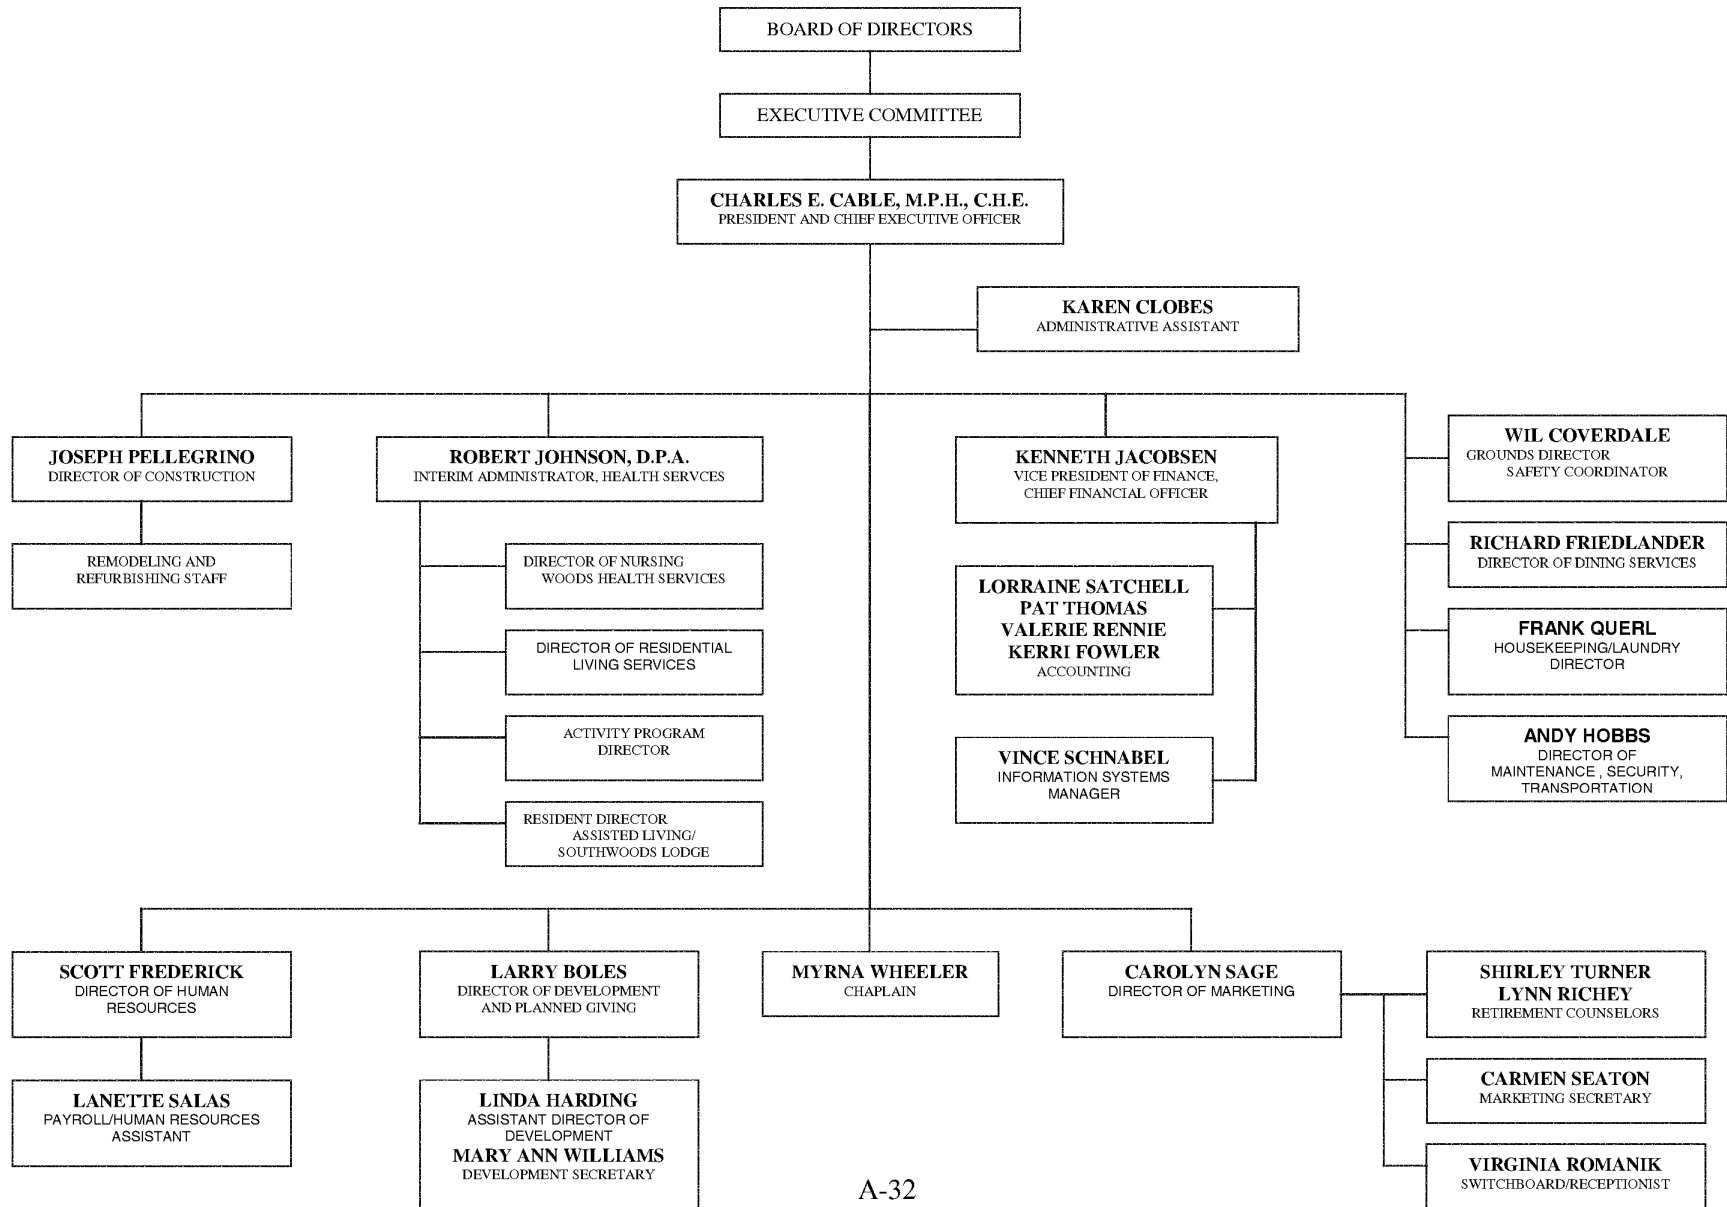 BOARD OF DIRECTORS
EXECUTIVE COMMITTEE
CHARLES E. CABLE, M.P.H., C.H.E.
PRESIDENT AND CHIEF EXECUTIVE OFFICER
KAREN CLOBES
ADMINISTRATIVE ASSISTANT
JOSEPH PELLEGRINO
DIRECTOR OF CONSTRUCTION
REMODELING AND
REFURBISHING STAFF
ROBERT JOHNSON, D.P.A.
INTERIM ADMINISTRATOR, HEALTH SERVCES
DIRECTOR OF NURSING
WOODS HEALTH SERVICES
DIRECTOR OF RESIDENTIAL
LIVING SERVICES
ACTIVITY PROGRAM
DIRECTOR
RESIDENT DIRECTOR
ASSISTED LIVING/
SOUTHWOODS LODGE
KENNETH JACOBSEN
VICE PRESIDENT OF FINANCE,
CHIEF FINANCIAL OFFICER
LORRAINE SATCHELL
PAT THOMAS
VALERIE RENNIE
KERRI FOWLER
ACCOUNTING
VINCE SCHNABEL
INFORMATION SYSTEMS
MANAGER
WIL COVERDALE
GROUNDS DIRECTOR
SAFETY COORDINATOR
RICHARD FRIEDLANDER
DIRECTOR OF DINING SERVICES
FRANK QUERL
HOUSEKEEPING/LAUNDRY
DIRECTOR
ANDY HOBBS
DIRECTOR OF
MAINTENANCE , SECURITY,
TRANSPORTATION
SCOTT FREDERICK
DIRECTOR OF HUMAN
RESOURCES
LANETTE SALAS
PAYROLL/HUMAN RESOURCES
ASSISTANT
LARRY BOLES
DIRECTOR OF DEVELOPMENT
AND PLANNED GIVING
LINDA HARDING
ASSISTANT DIRECTOR OF
DEVELOPMENT
MARY ANN WILLIAMS
DEVELOPMENT SECRETARY
MYRNA WHEELER
CHAPLAIN
CAROLYN SAGE
DIRECTOR OF MARKETING
SHIRLEY TURNER
LYNN RICHEY
RETIREMENT COUNSELORS
CARMEN SEATON
MARKETING SECRETARY
VIRGINIA ROMANIK
SWITCHBOARD/RECEPTIONIST
A-32